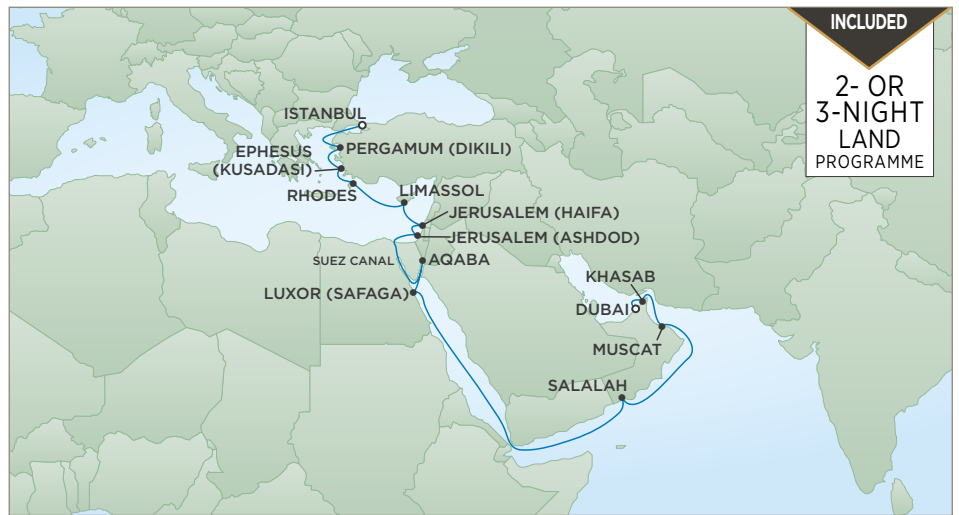 INCLUDED
2- OR
3-NIGHT
LAND
PROGRAMME
ISTANBUL
PERGAMUM (DIKILI)
EPHESUS
(KUSADASI)
RHODES
LIMASSOL
JERUSALEM (HAIFA)
JERUSALEM (ASHDOD)
SUEZ CANAL
AQABA
LUXOR (SAFAGA)
KHASAB
DUBAI
MUSCAT
SALALAH